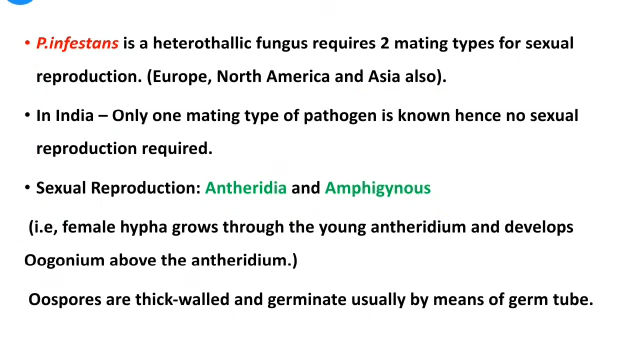 • P.infestans is a heterothallic fungus requires 2 mating types for sexual
reproduction. (Europe, North America and Asia also).
• In India – Only one mating type of pathogen is known hence no sexual
reproduction required.
• Sexual Reproduction: Antheridia and Amphigynous
(i.e, female hypha grows through the young antheridium and develops
Oogonium above the antheridium.)
Oospores are thick-walled and germinate usually by means of germ tube.